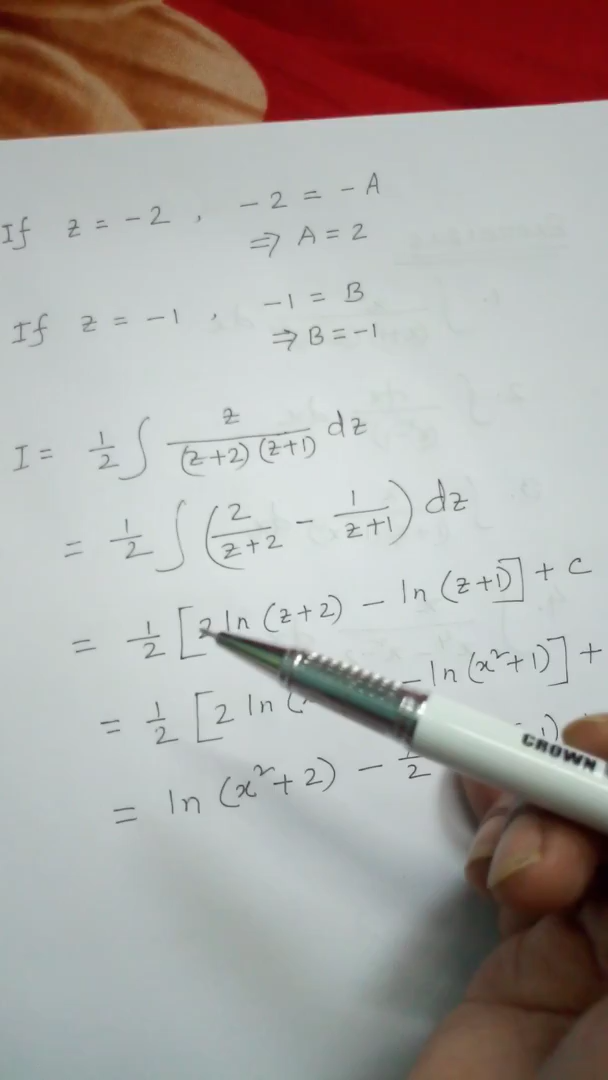 If z = -2 , -2 = -A
⇒ A = 2
If z = -1 , -1 = B
⇒ B = -1
I = 1/2 ∫ z/((z+2)(z+1)) dz
= 1/2 ∫ (2/(z+2) - 1/(z+1)) dz
= 1/2 [2 ln (z+2) - ln (z+1)] + c
= 1/2 [2 ln ( - ln (x²+1)] +
= ln (x²+2) - 1/2
CROWN